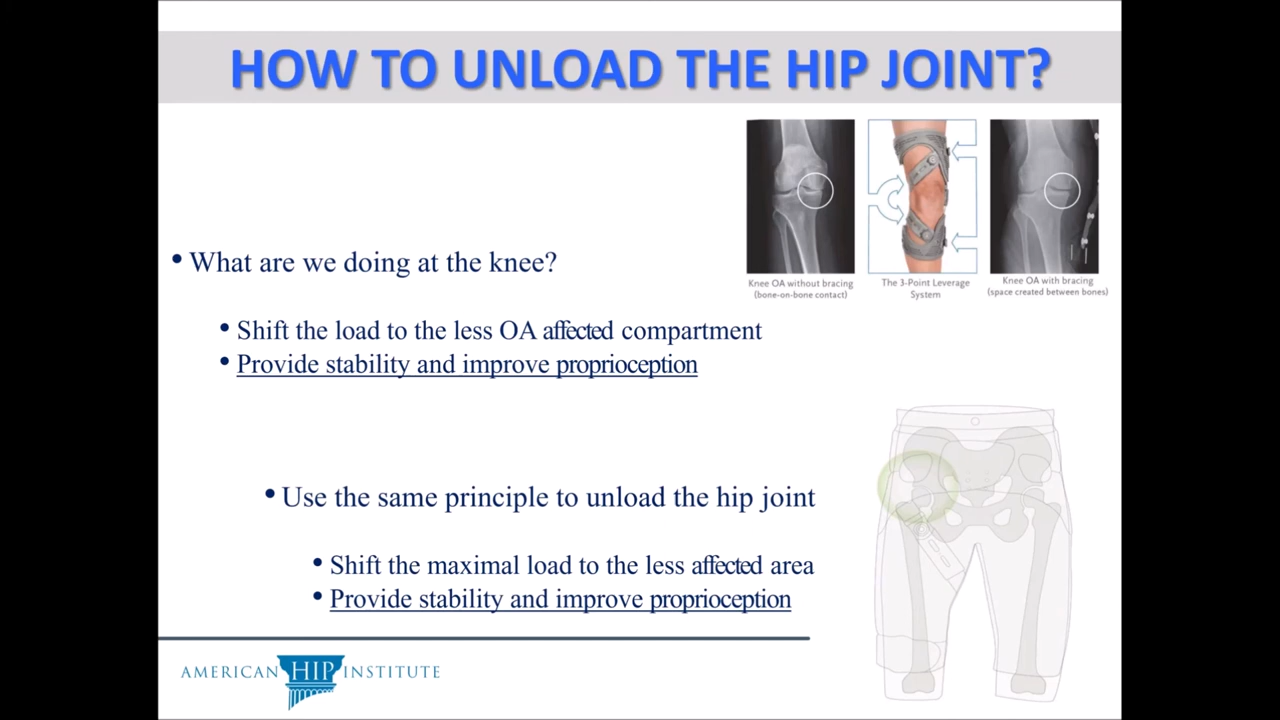 HOW TO UNLOAD THE HIP JOINT?
Knee OA without bracing
(bone-on-bone contact)
The 3-Point Leverage
System
Knee OA with bracing
(space created between bones)
• What are we doing at the knee?
• Shift the load to the less OA affected compartment
• Provide stability and improve proprioception
• Use the same principle to unload the hip joint
• Shift the maximal load to the less affected area
• Provide stability and improve proprioception
AMERICAN HIP INSTITUTE